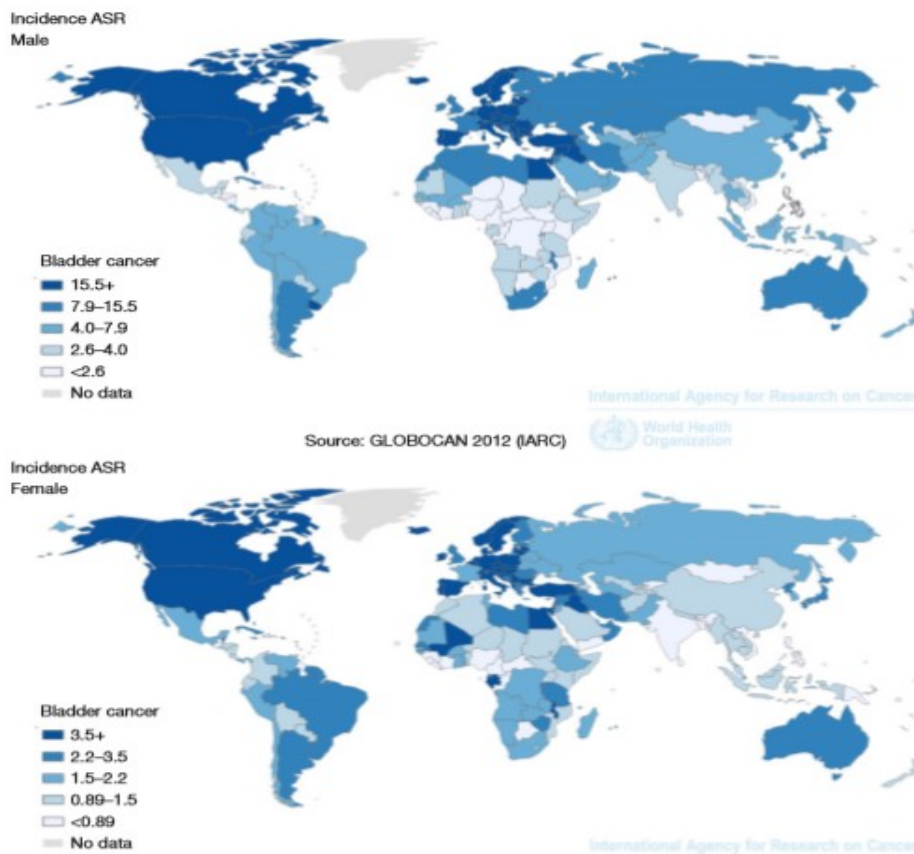 Incidence ASR
Male
Bladder cancer
15.5+
7.9–15.5
4.0–7.9
2.6–4.0
<2.6
No data
International Agency for Research on Cancer
World Health
Organization
Source: GLOBOCAN 2012 (IARC)
Incidence ASR
Female
Bladder cancer
3.5+
2.2–3.5
1.5–2.2
0.89–1.5
<0.89
No data
International Agency for Research on Cancer